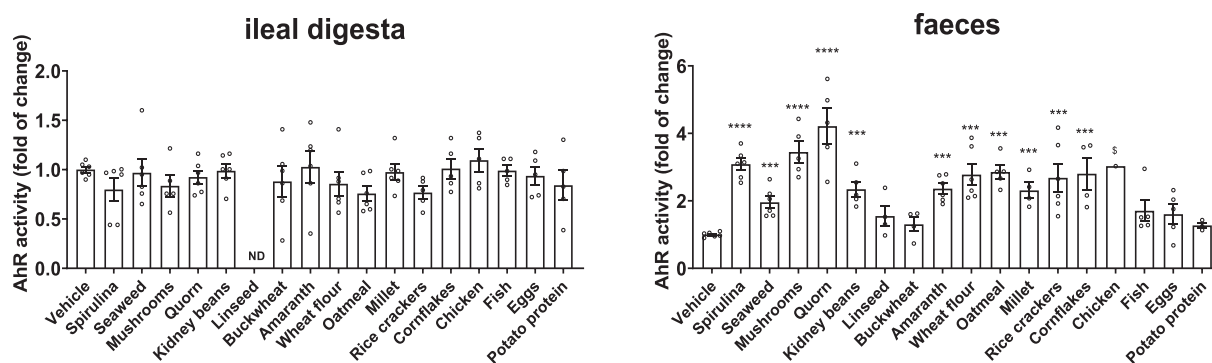 ileal digesta
AhR activity (fold of change)
2.0
1.5
1.0
0.5
0.0
ND
Vehicle
Spirulina
Seaweed
Mushrooms
Quorn
Kidney beans
Linseed
Buckwheat
Amaranth
Wheat flour
Oatmeal
Millet
Rice crackers
Cornflakes
Chicken
Fish
Eggs
Potato protein
faeces
AhR activity (fold of change)
6
4
2
0
****
***
****
****
***
***
***
***
***
***
***
$
Vehicle
Spirulina
Seaweed
Mushrooms
Quorn
Kidney beans
Linseed
Buckwheat
Amaranth
Wheat flour
Oatmeal
Millet
Rice crackers
Cornflakes
Chicken
Fish
Eggs
Potato protein